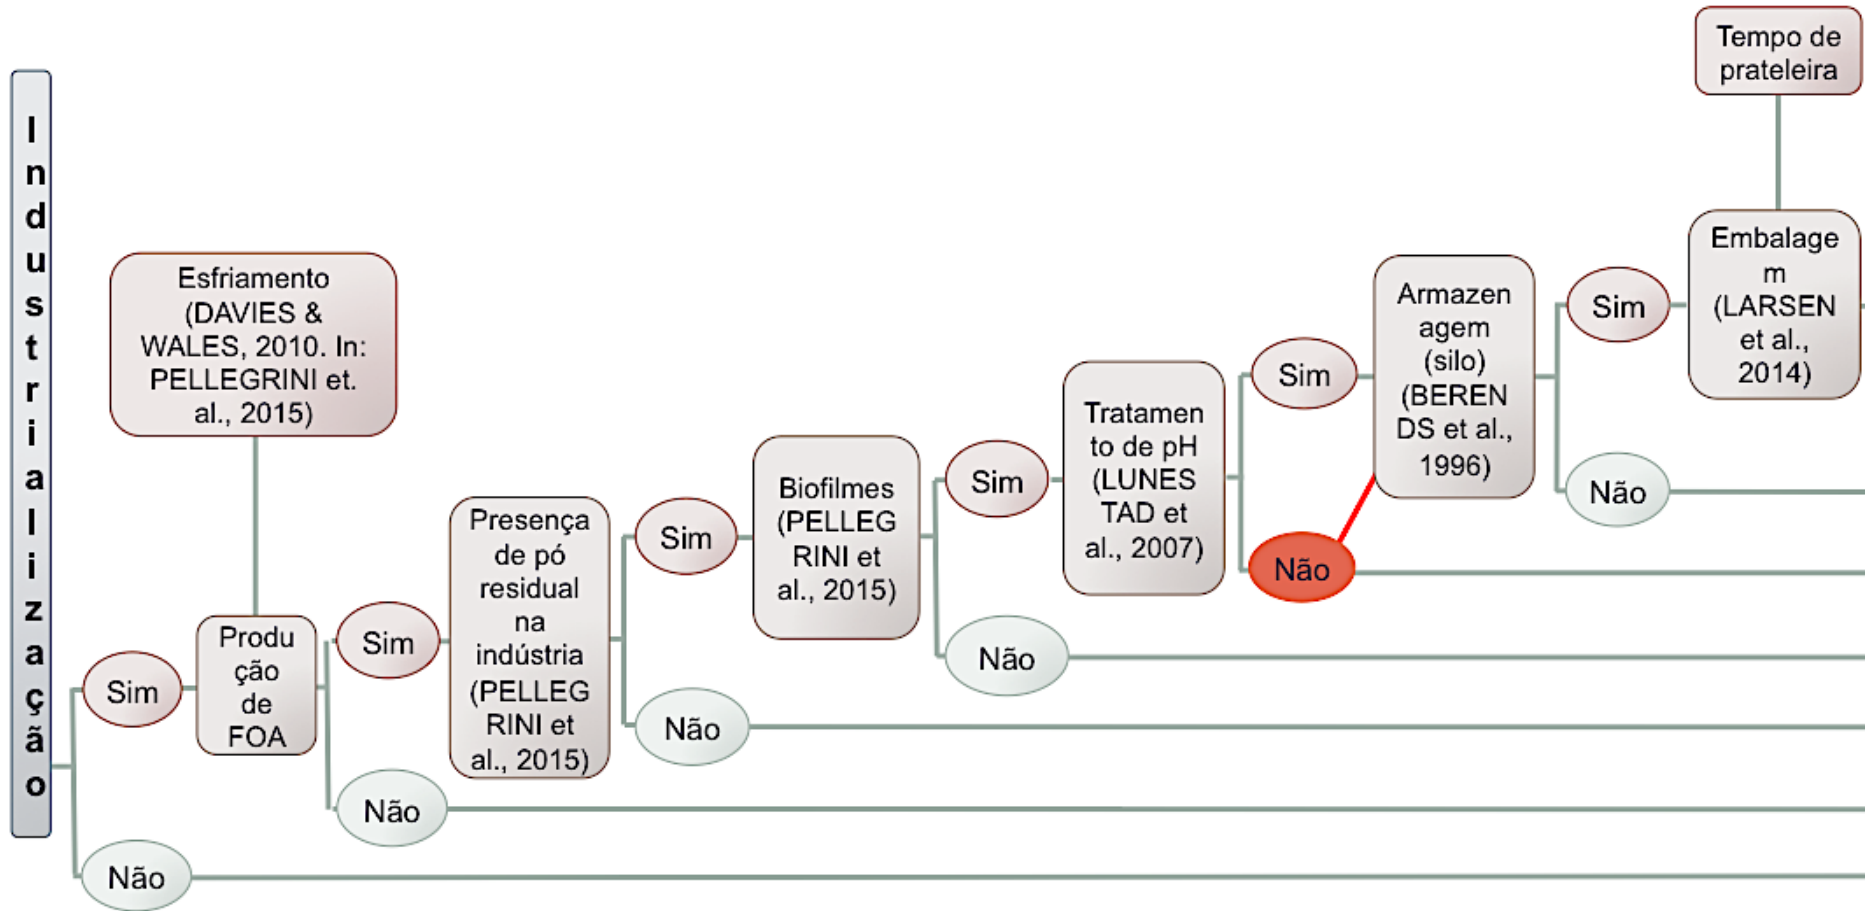 Industrialização
Sim
Não
Esfriamento
(DAVIES &
WALES, 2010. In:
PELLEGRINI et.
al., 2015)
Produ
ção
de
FOA
Sim
Não
Presença
de pó
residual
na
indústria
(PELLEG
RINI et
al., 2015)
Sim
Não
Biofilmes
(PELLEG
RINI et
al., 2015)
Sim
Não
Tratamen
to de pH
(LUNES
TAD et
al., 2007)
Sim
Não
Armazen
agem
(silo)
(BEREN
DS et al.,
1996)
Sim
Não
Tempo de
prateleira
Embalage
m
(LARSEN
et al.,
2014)